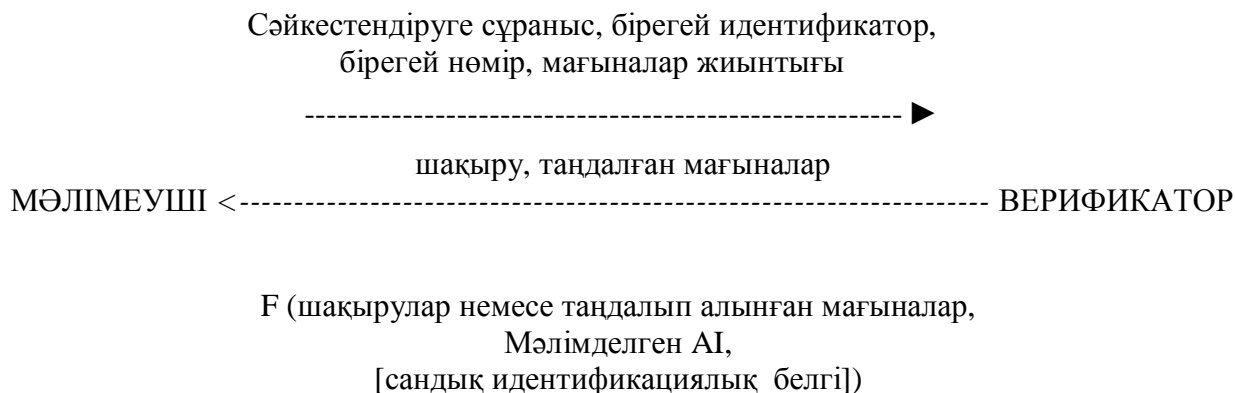 Сәйкестендіруге сұраныс, бірегей идентификатор,
бірегей нөмір, мағыналар жиынтығы
------------------------------------------------------- ►
шақыру, таңдалған мағыналар
МӘЛІМЕУШІ <--------------------------------------------------------------------- ВЕРИФИКАТОР
F (шақырулар немесе таңдалып алынған мағыналар,
Мәлімделген AI,
[сандық идентификациялық белгі])